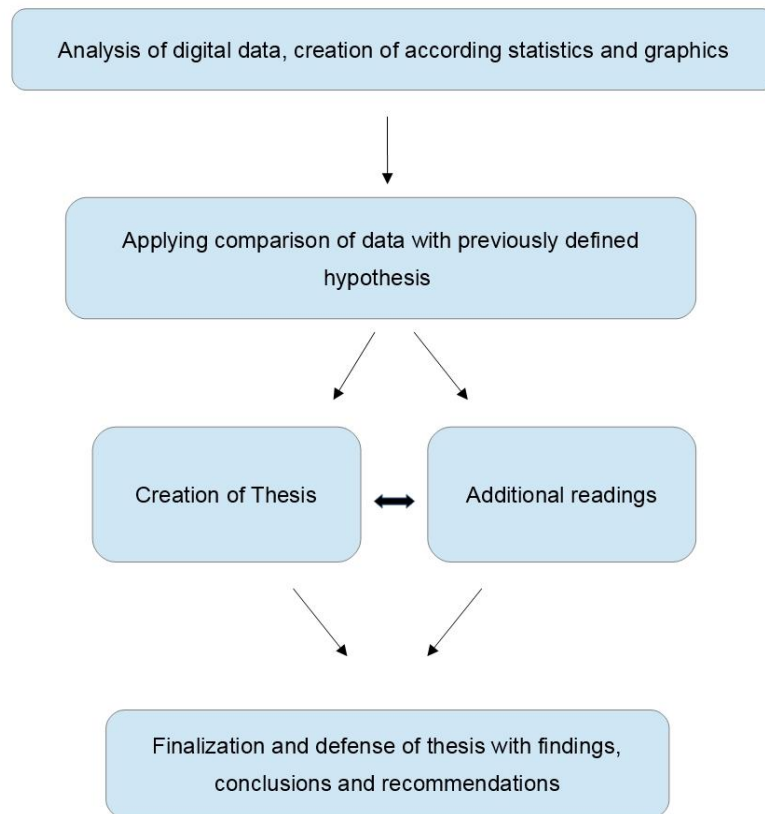 Analysis of digital data, creation of according statistics and graphics
Applying comparison of data with previously defined
hypothesis
Creation of Thesis
Additional readings
Finalization and defense of thesis with findings,
conclusions and recommendations